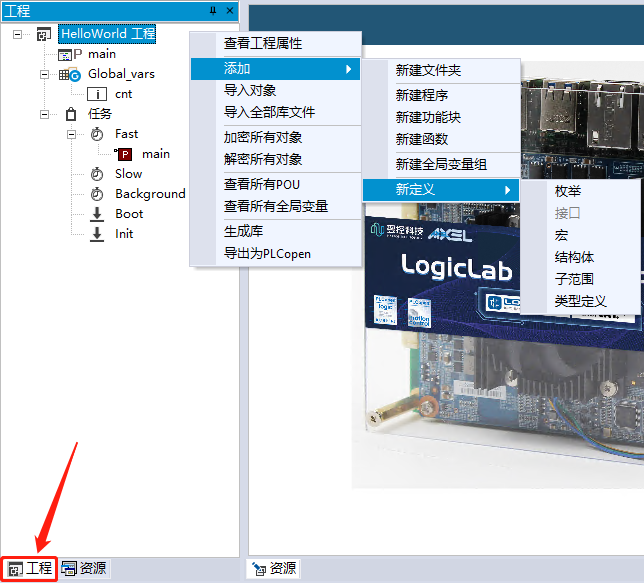 工程
HelloWorld 工程
main
Global_vars
cnt
任务
Fast
main
Slow
Background
Boot
Init
查看工程属性
添加
导入对象
导入全部库文件
加密所有对象
解密所有对象
查看所有POU
查看所有全局变量
生成库
导出为PLCopen
新建文件夹
新建程序
新建功能块
新建函数
新建全局变量组
新定义
枚举
接口
宏
结构体
子范围
类型定义
AXEL
LogicLab
工程
资源
资源